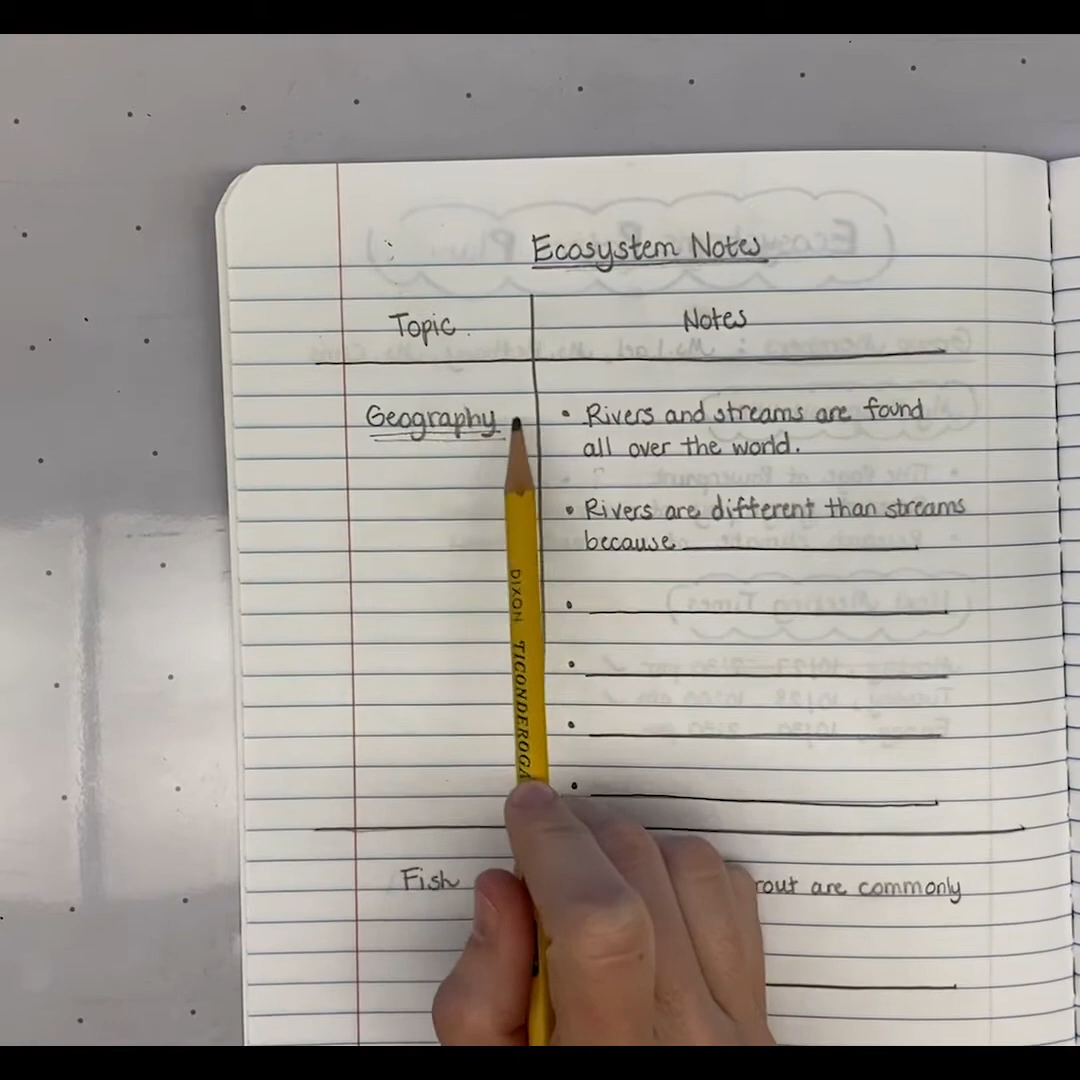 Ecosystem Notes
Topic
Notes
Geography
• Rivers and streams are found
all over the world.
• Rivers are different than streams
because
DIXON TICONDEROGA
Fish
rout are commonly